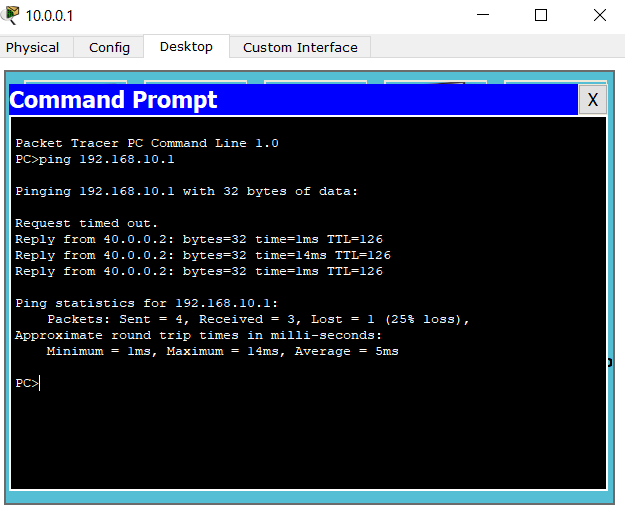 10.0.0.1
Physical Config Desktop Custom Interface
Command Prompt X
Packet Tracer PC Command Line 1.0
PC>ping 192.168.10.1
Pinging 192.168.10.1 with 32 bytes of data:
Request timed out.
Reply from 40.0.0.2: bytes=32 time=1ms TTL=126
Reply from 40.0.0.2: bytes=32 time=14ms TTL=126
Reply from 40.0.0.2: bytes=32 time=1ms TTL=126
Ping statistics for 192.168.10.1:
Packets: Sent = 4, Received = 3, Lost = 1 (25% loss),
Approximate round trip times in milli-seconds:
Minimum = 1ms, Maximum = 14ms, Average = 5ms
PC>